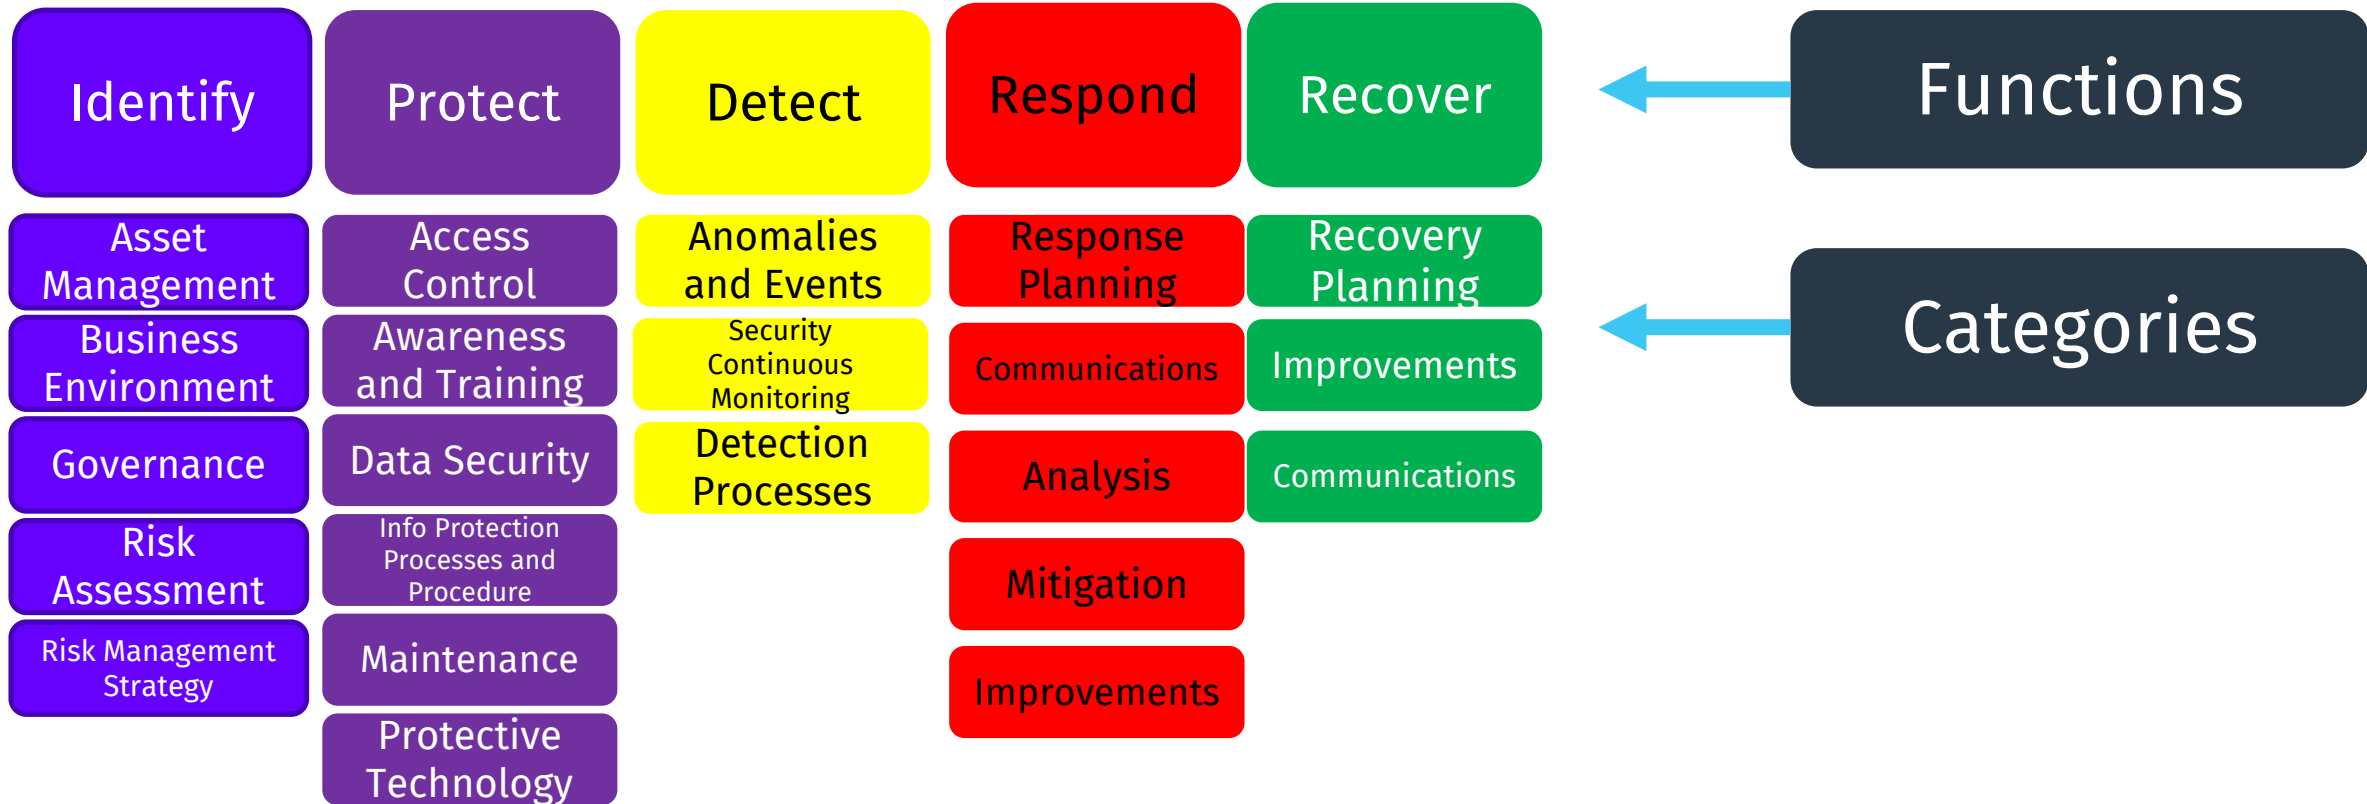 Identify
Protect
Detect
Respond
Recover
Functions
Asset
Management
Business
Environment
Governance
Risk
Assessment
Risk Management
Strategy
Access
Control
Awareness
and Training
Data Security
Info Protection
Processes and
Procedure
Maintenance
Protective
Technology
Anomalies
and Events
Security
Continuous
Monitoring
Detection
Processes
Response
Planning
Communications
Analysis
Mitigation
Improvements
Recovery
Planning
Improvements
Communications
Categories